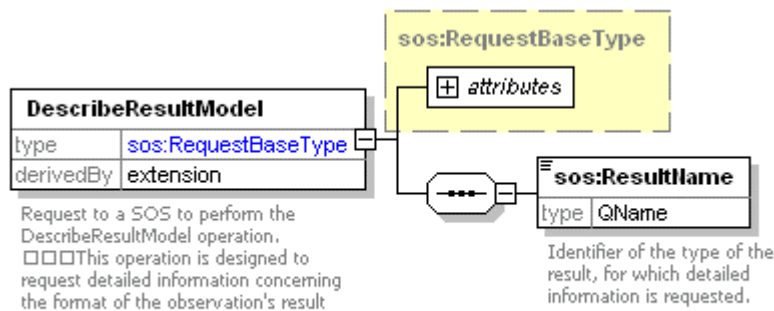 sos:RequestBaseType
attributes
DescribeResultModel
type sos:RequestBaseType
derivedBy extension
Request to a SOS to perform the
DescribeResultModel operation.
□□□This operation is designed to
request detailed information concerning
the format of the observation's result
sos:ResultName
type QName
Identifier of the type of the
result, for which detailed
information is requested.